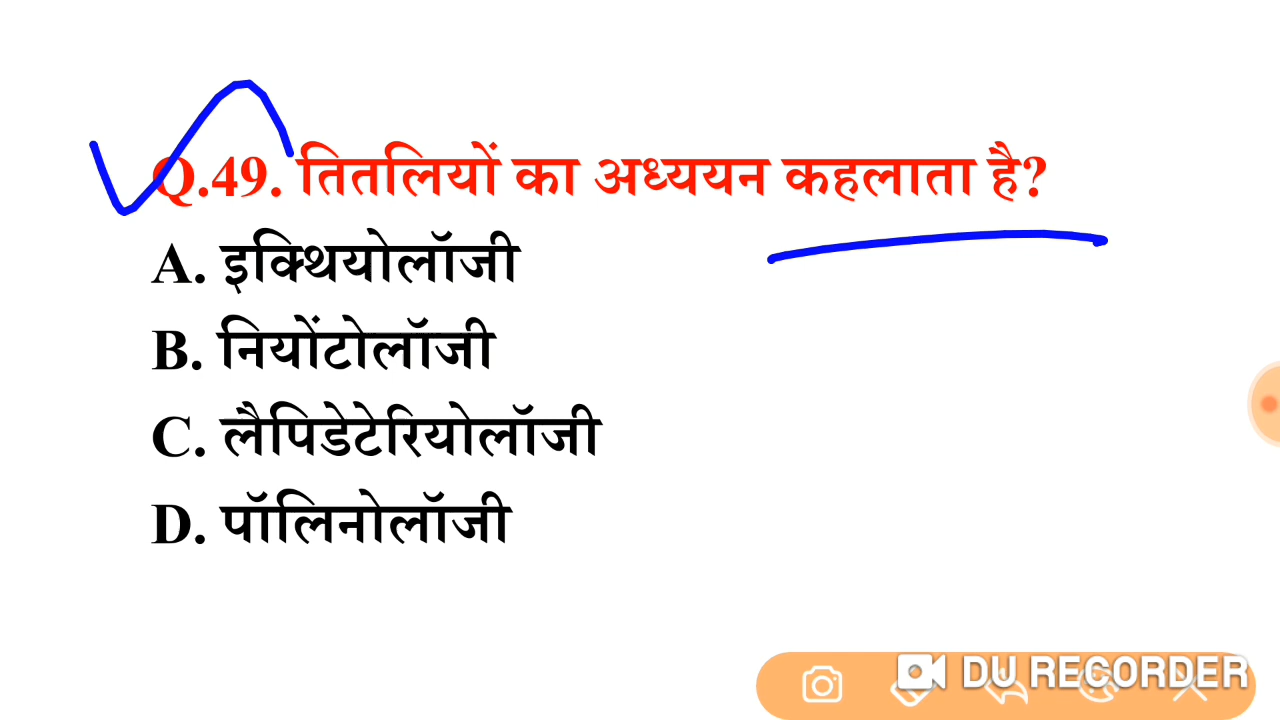 Q.49. तितलियों का अध्ययन कहलाता है?
A. इक्थियोलॉजी
B. नियोंटोलॉजी
C. लैपिडेटेरियोलॉजी
D. पॉलिनोलॉजी
DU RECORDER